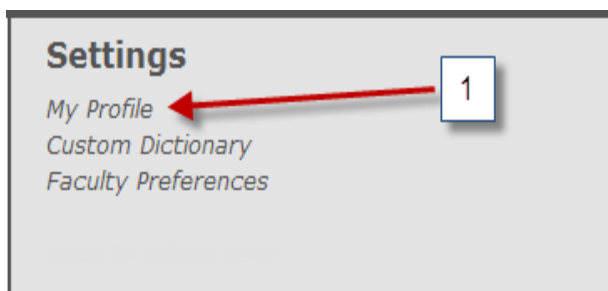 Settings
My Profile
1
Custom Dictionary
Faculty Preferences